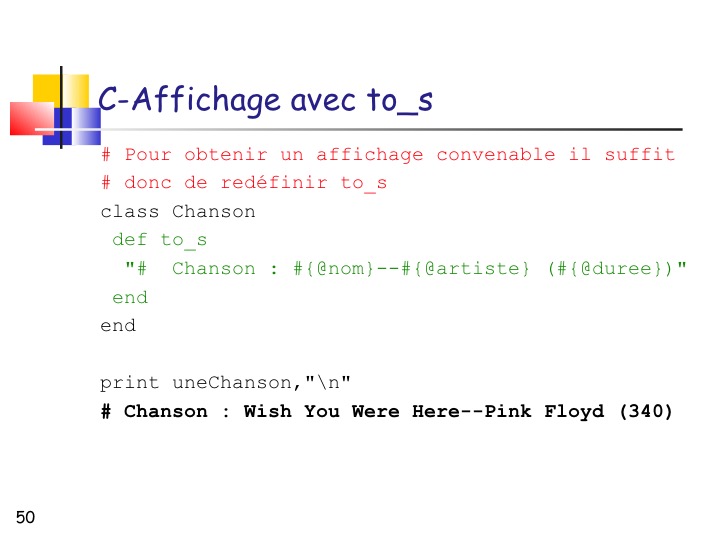 C-Affichage avec to_s
# Pour obtenir un affichage convenable il suffit
# donc de redéfinir to_s
class Chanson
 def to_s
  "#  Chanson : #{@nom}--#{@artiste} (#{@duree})"
 end
end
print uneChanson,"\n"
# Chanson : Wish You Were Here--Pink Floyd (340)
50